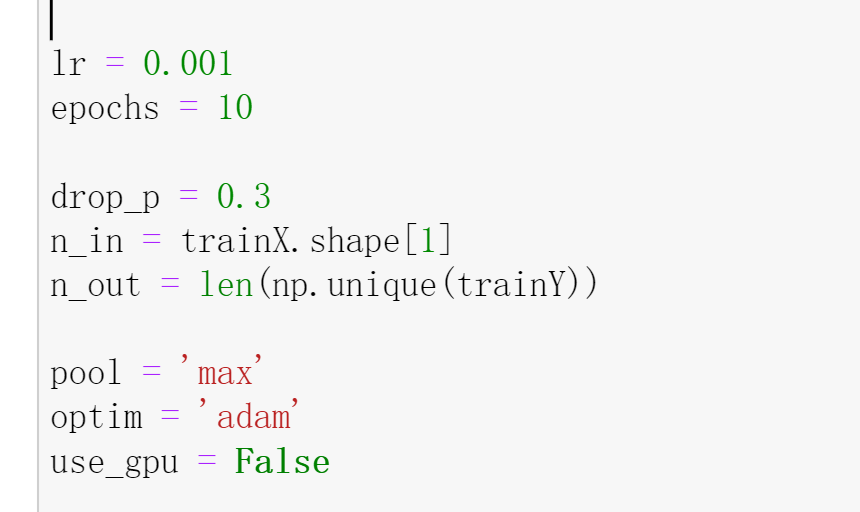 lr = 0.001
epochs = 10
drop_p = 0.3
n_in = trainX.shape[1]
n_out = len(np.unique(trainY))
pool = 'max'
optim = 'adam'
use_gpu = False